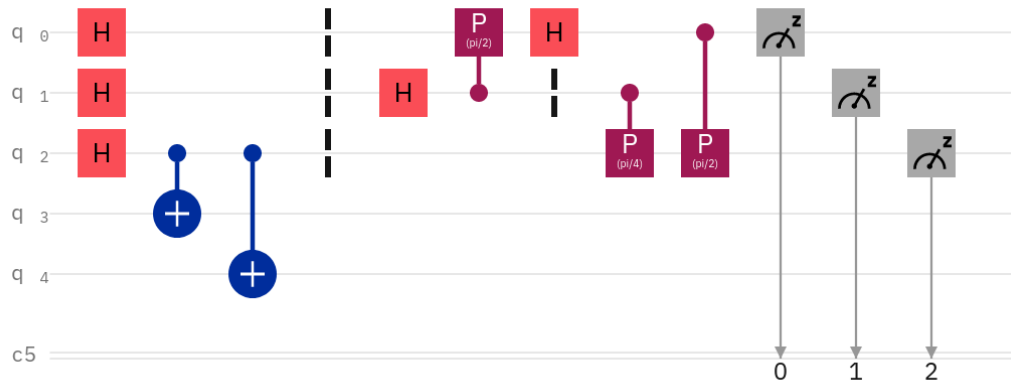 q 0 H P (pi/2) H z
q 1 H H z
q 2 H P (pi/4) P (pi/2) z
q 3
q 4
c5
0 1 2